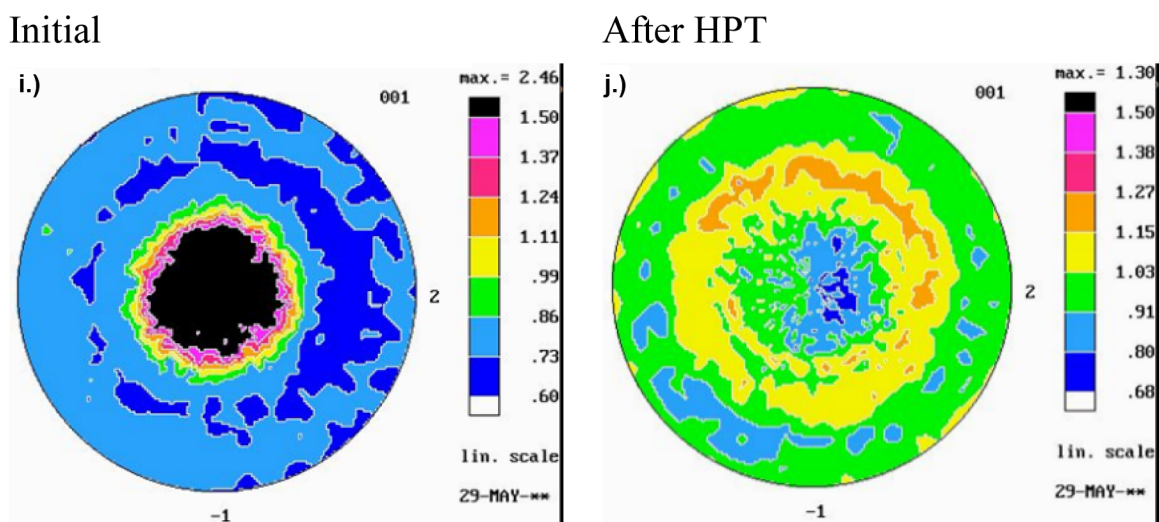 Initial
i.)
max.= 2.46
001
1.50
1.37
1.24
1.11
.99
.86
.73
.60
2
lin. scale
29-MAY-**
-1
After HPT
j.)
max.= 1.30
001
1.50
1.38
1.27
1.15
1.03
.91
.80
.68
2
lin. scale
29-MAY-**
-1